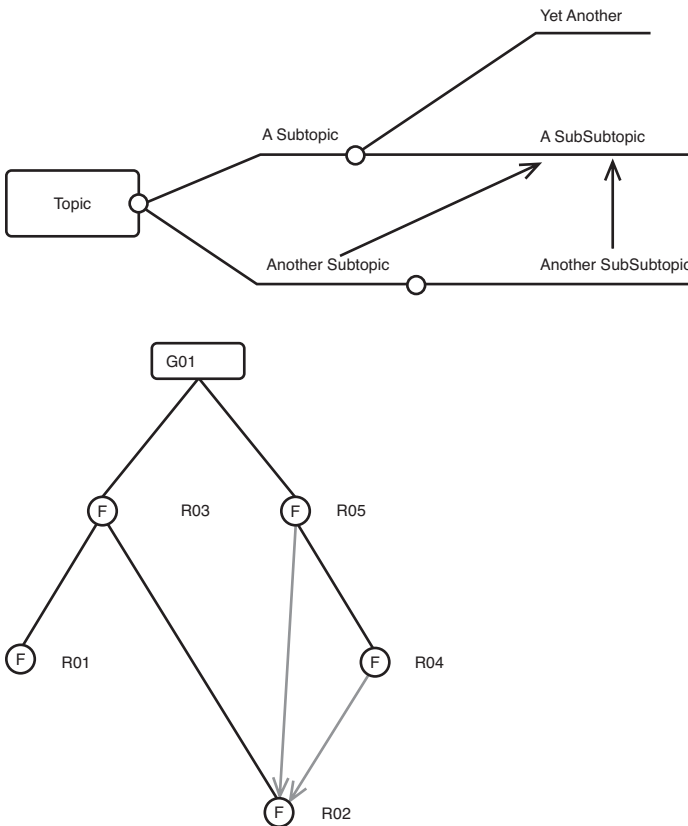 Yet Another
A Subtopic
A SubSubtopic
Topic
Another Subtopic
Another SubSubtopic
G01
F
R03
F
R05
F
R01
F
R04
F
R02